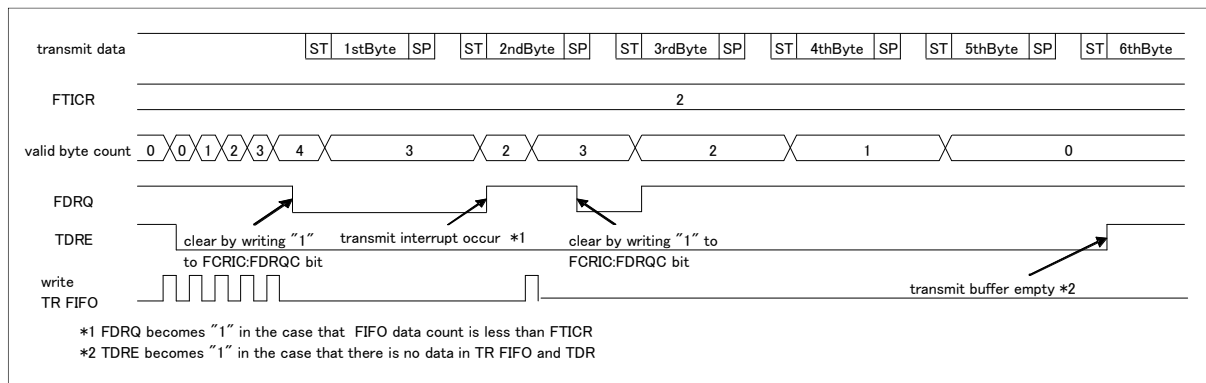 transmit data ST 1stByte SP ST 2ndByte SP ST 3rdByte SP ST 4thByte SP ST 5thByte SP ST 6thByte
FTICR 2
valid byte count 0 0 1 2 3 4 3 2 3 2 1 0
FDRQ
TDRE
clear by writing "1"
to FCRIC:FDRQC bit
transmit interrupt occur *1
clear by writing "1" to
FCRIC:FDRQC bit
write
TR FIFO
transmit buffer empty *2
*1 FDRQ becomes "1" in the case that FIFO data count is less than FTICR
*2 TDRE becomes "1" in the case that there is no data in TR FIFO and TDR